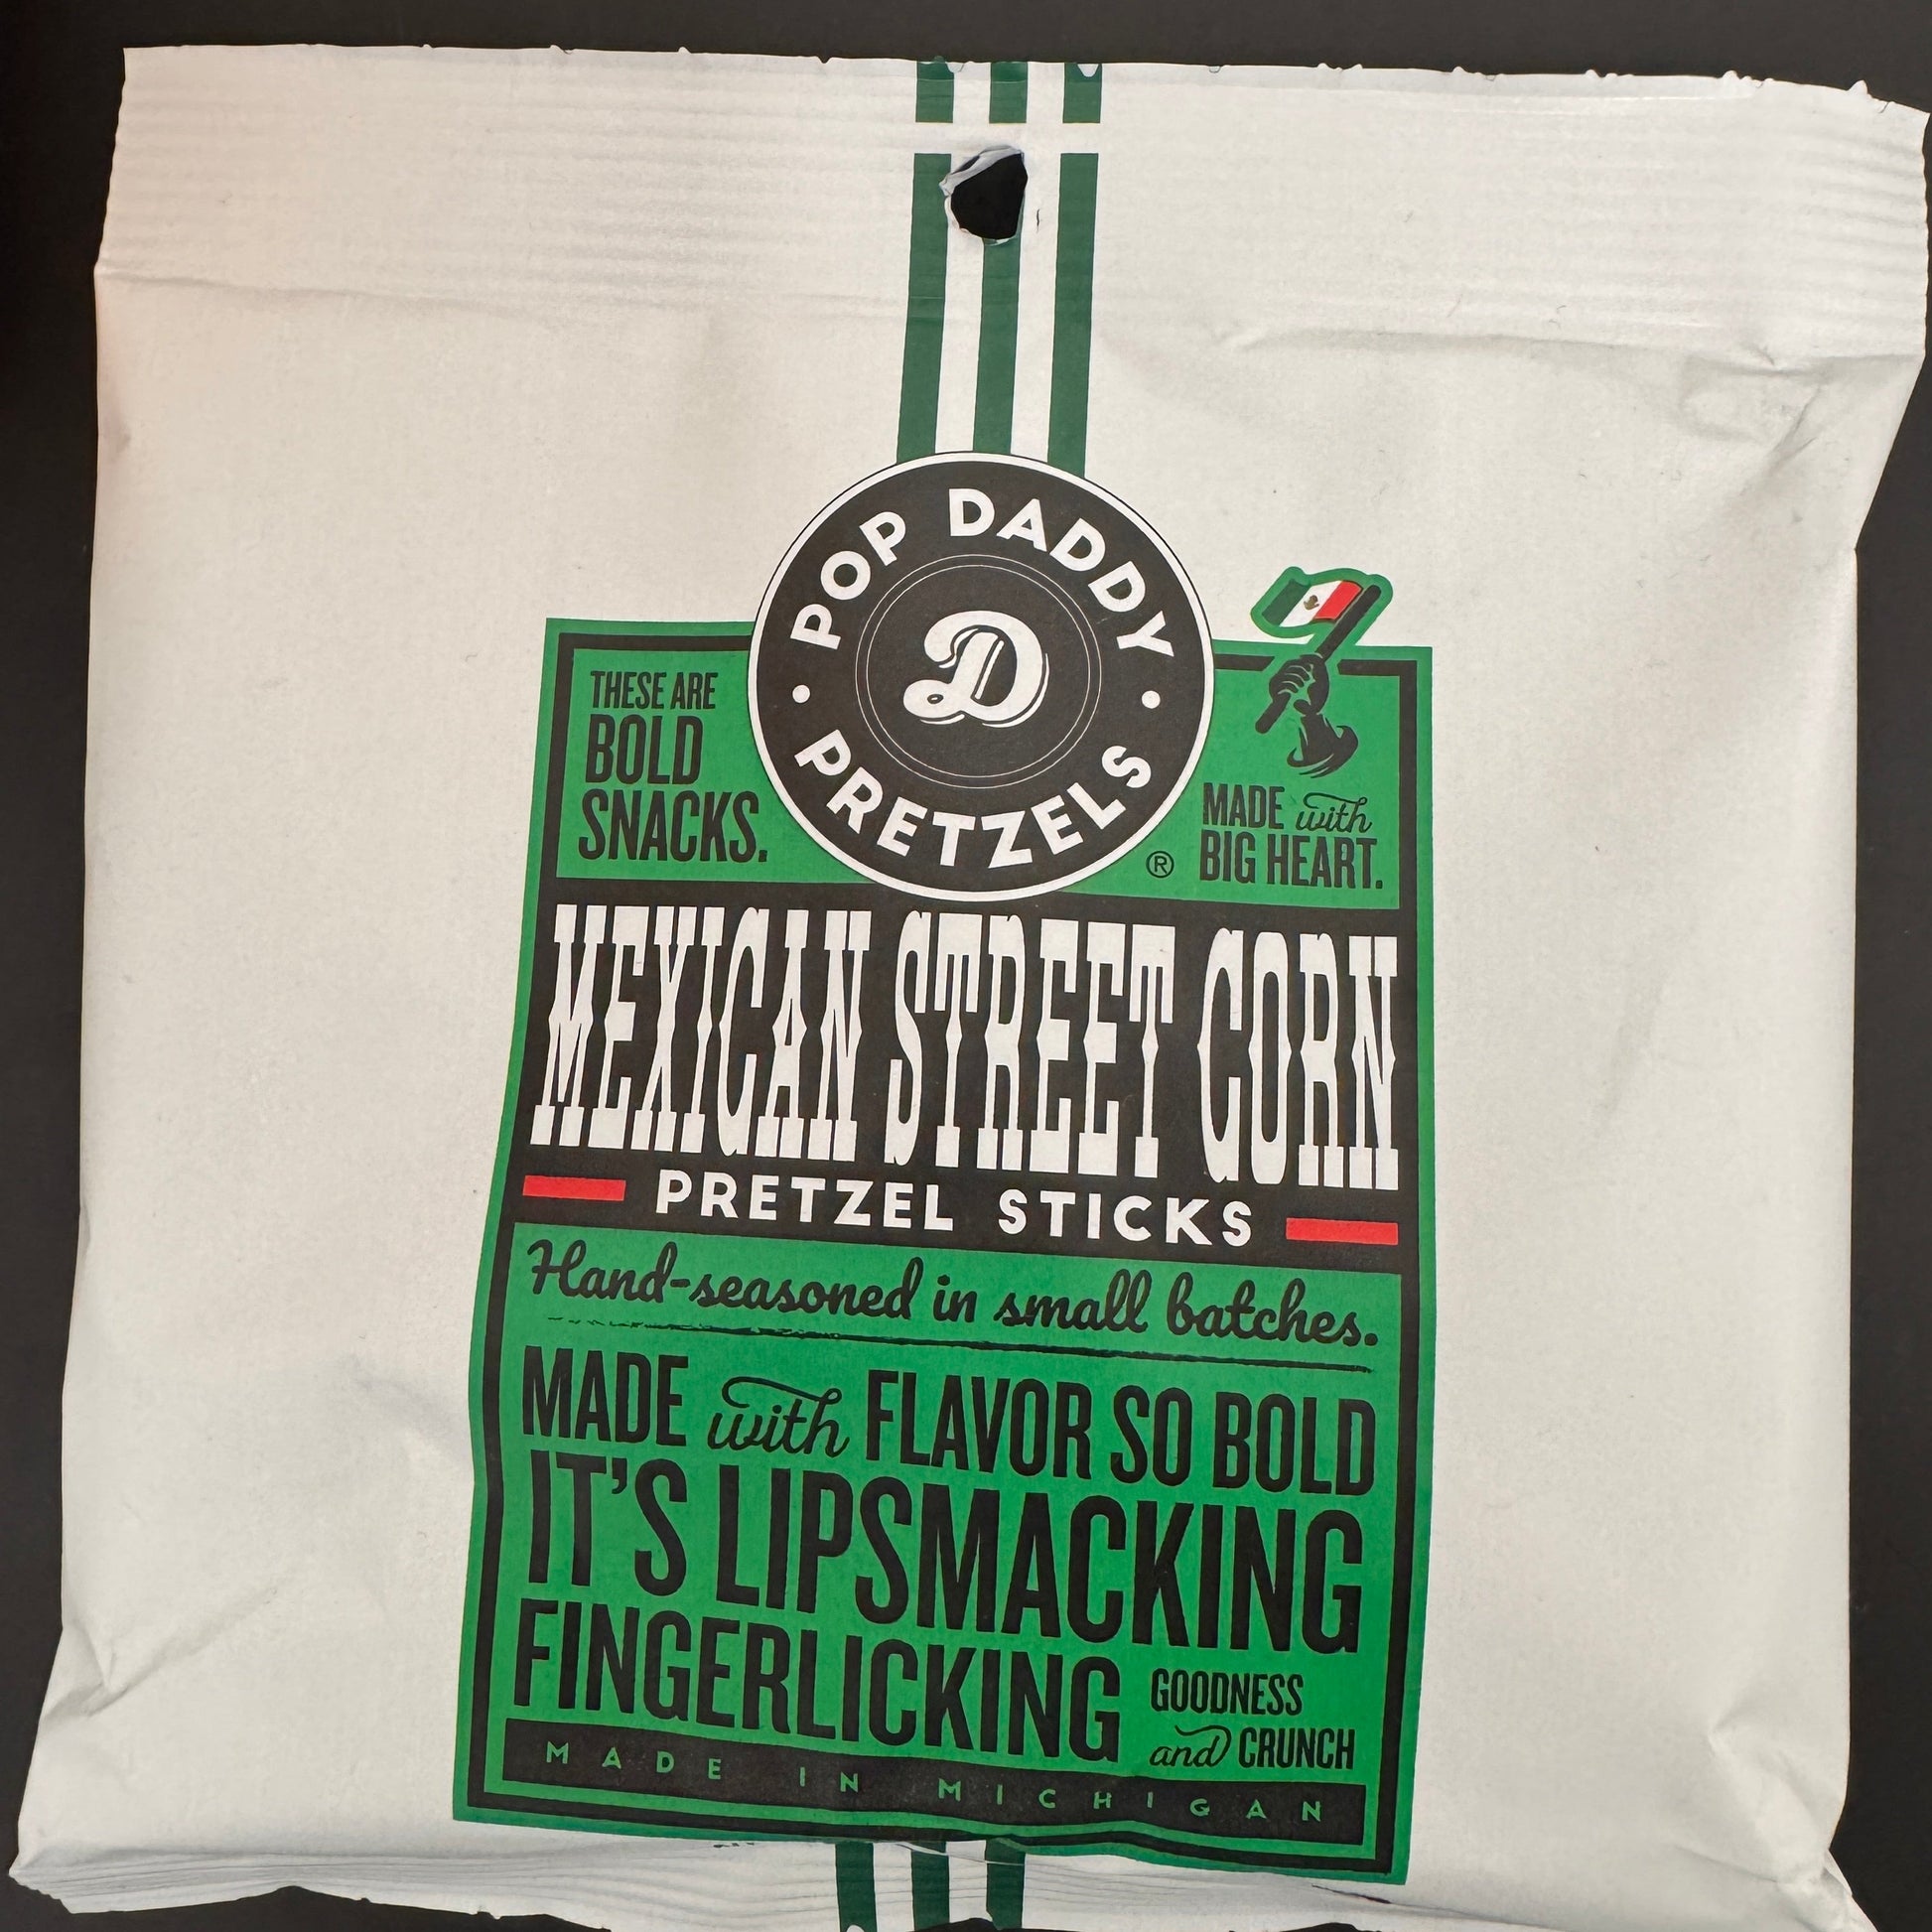 POP DADDY
D
PRETZELS
®
THESE ARE
BOLD
SNACKS.
MADE with
BIG HEART.
MEXICAN STREET CORN
PRETZEL STICKS
Hand-seasoned in small batches.
MADE with FLAVOR SO BOLD
IT'S LIPSMACKING
FINGERLICKING
GOODNESS
and CRUNCH
MADE IN MICHIGAN